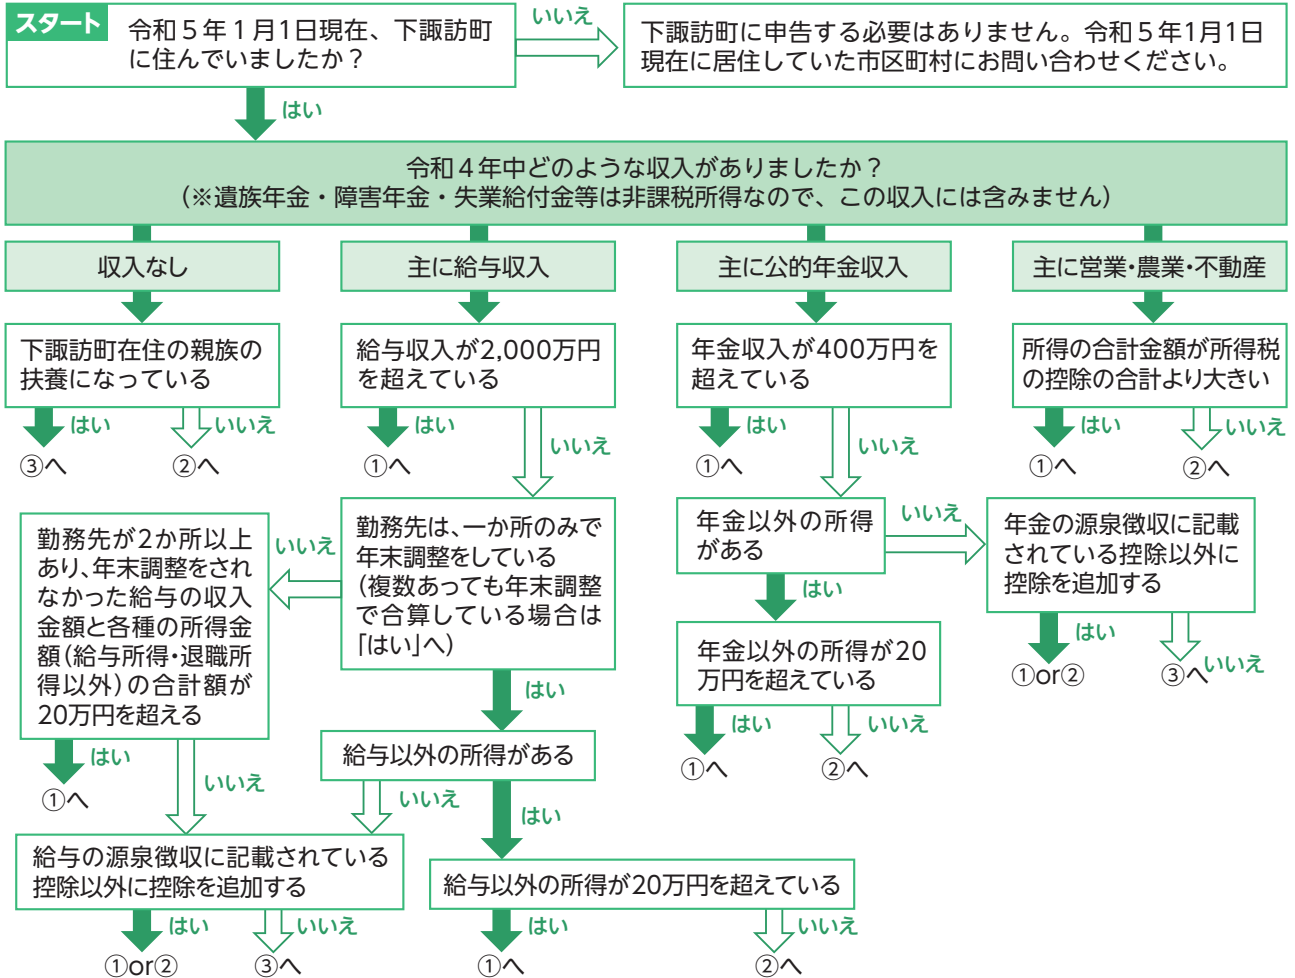 スタート
令和5年1月1日現在、下諏訪町
に住んでいましたか？
いいえ
下諏訪町に申告する必要はありません。令和5年1月1日
現在に居住していた市区町村にお問い合わせください。
はい
令和4年中どのような収入がありましたか？
（※遺族年金・障害年金・失業給付金等は非課税所得なので、この収入には含みません）
収入なし
主に給与収入
主に公的年金収入
主に営業・農業・不動産
下諏訪町在住の親族の
扶養になっている
給与収入が2,000万円
を超えている
年金収入が400万円を
超えている
所得の合計金額が所得税
の控除の合計より大きい
はい
いいえ
はい
いいえ
はい
いいえ
はい
いいえ
③へ
②へ
①へ
①へ
①へ
②へ
勤務先が2か所以上
あり、年末調整をされ
なかった給与の収入
金額と各種の所得金
額（給与所得・退職所
得以外）の合計額が
20万円を超える
いいえ
勤務先は、一か所のみで
年末調整をしている
（複数あっても年末調整
で合算している場合は
「はい」へ）
年金以外の所得
がある
いいえ
年金の源泉徴収に記載
されている控除以外に
控除を追加する
はい
はい
いいえ
①or②
③へ
年金以外の所得が20
万円を超えている
はい
いいえ
①へ
②へ
はい
給与以外の所得がある
はい
いいえ
①へ
いいえ
はい
給与の源泉徴収に記載されている
控除以外に控除を追加する
給与以外の所得が20万円を超えている
はい
いいえ
はい
いいえ
①or②
③へ
①へ
②へ